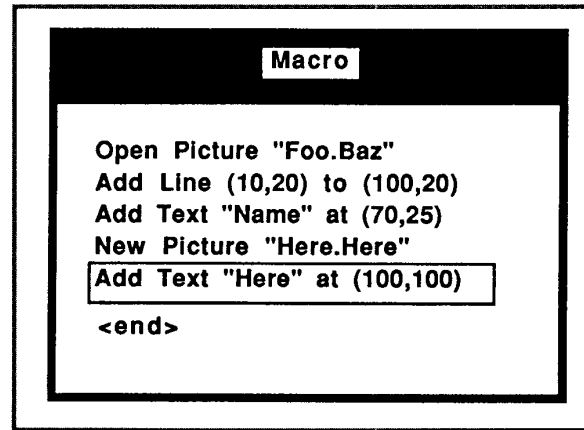 Macro
Open Picture "Foo.Baz"
Add Line (10,20) to (100,20)
Add Text "Name" at (70,25)
New Picture "Here.Here"
Add Text "Here" at (100,100)
<end>